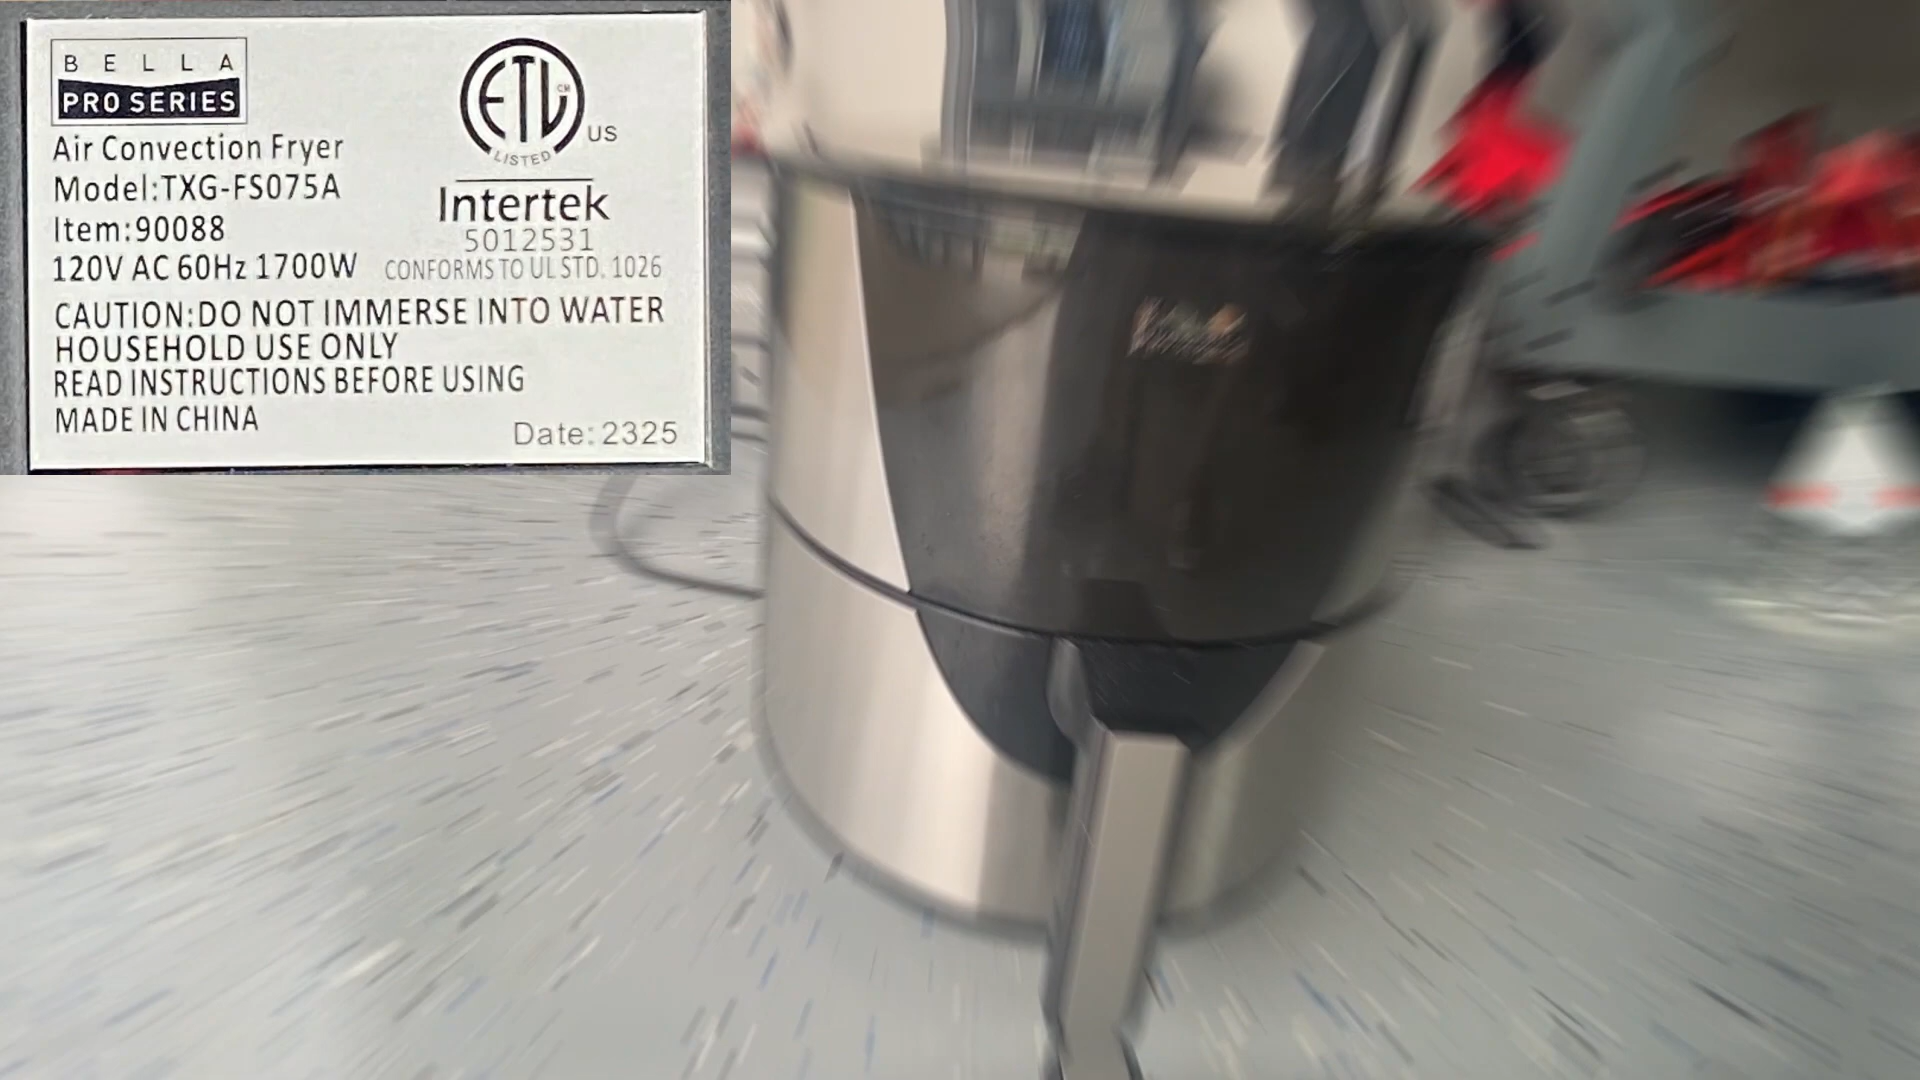 BELLA
PRO SERIES
Air Convection Fryer
Model:TXG-FS075A
Item:90088
120V AC 60Hz 1700W
ETL CM
LISTED
US
Intertek
5012531
CONFORMS TO UL STD. 1026
CAUTION:DO NOT IMMERSE INTO WATER
HOUSEHOLD USE ONLY
READ INSTRUCTIONS BEFORE USING
MADE IN CHINA
Date:2325